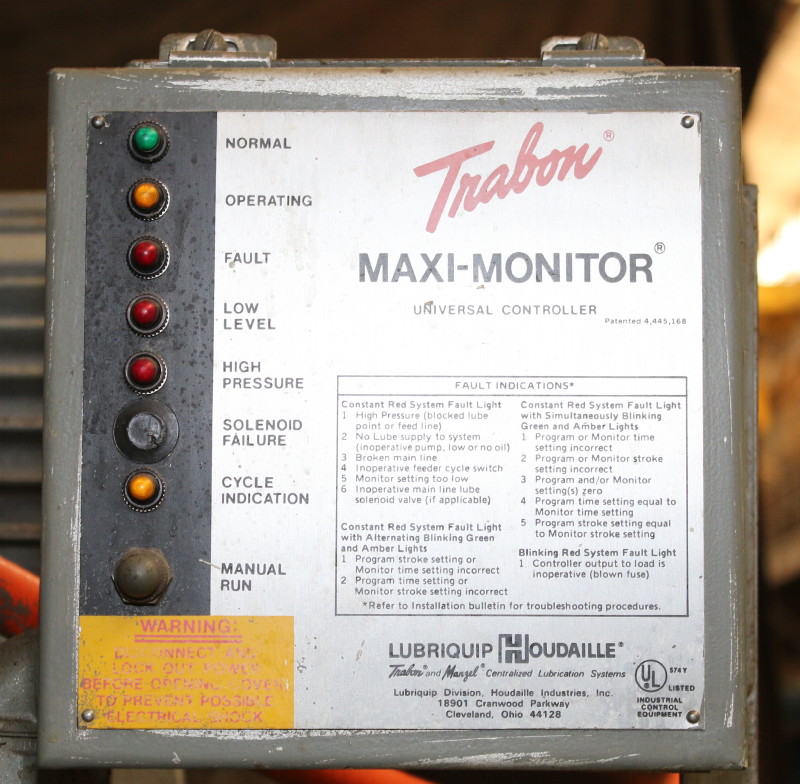 NORMAL
OPERATING
FAULT
LOW
LEVEL
HIGH
PRESSURE
SOLENOID
FAILURE
CYCLE
INDICATION
MANUAL
RUN
WARNING:
DISCONNECT AND
LOCK OUT POWER
BEFORE OPENING COVER
TO PREVENT POSSIBLE
ELECTRICAL SHOCK
Trabon®
MAXI-MONITOR®
UNIVERSAL CONTROLLER
Patented 4,445,168
FAULT INDICATIONS*
Constant Red System Fault Light
1 High Pressure (blocked lube
point or feed line)
2 No Lube supply to system
(inoperative pump, low or no oil)
3 Broken main line
4 Inoperative feeder cycle switch
5 Monitor setting too low
6 Inoperative main line lube
solenoid valve (if applicable)
Constant Red System Fault Light
with Alternating Blinking Green
and Amber Lights
1 Program stroke setting or
Monitor time setting incorrect
2 Program time setting or
Monitor stroke setting incorrect
Constant Red System Fault Light
with Simultaneously Blinking
Green and Amber Lights
1 Program or Monitor time
setting incorrect
2 Program or Monitor stroke
setting incorrect
3 Program and/or Monitor
setting(s) zero
4 Program time setting equal to
Monitor time setting
5 Program stroke setting equal
to Monitor stroke setting
Blinking Red System Fault Light
1 Controller output to load is
inoperative (blown fuse)
*Refer to Installation bulletin for troubleshooting procedures.
LUBRIQUIP HOUDAILLE®
Trabon® and Manzel® Centralized Lubrication Systems
Lubriquip Division, Houdaille Industries, Inc.
18901 Cranwood Parkway
Cleveland, Ohio 44128
UL ®
574Y
LISTED
INDUSTRIAL
CONTROL
EQUIPMENT